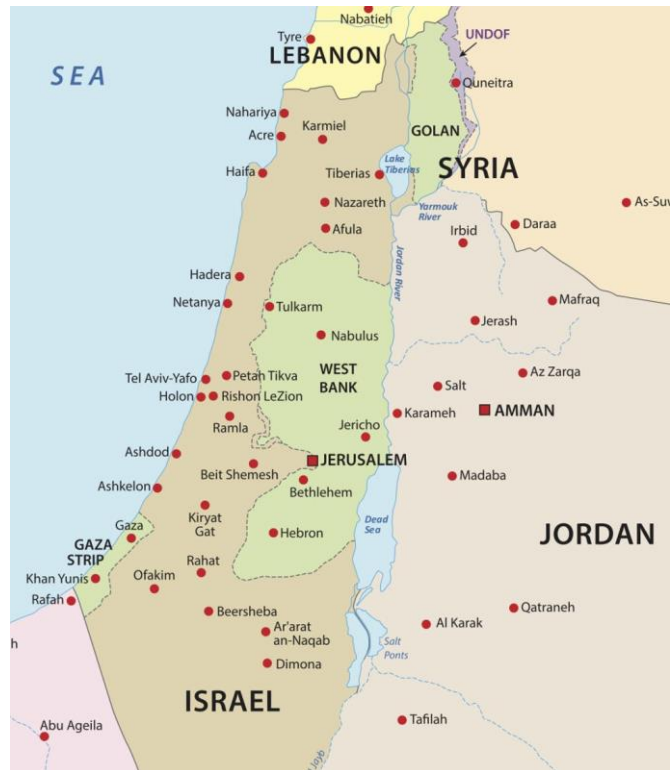 Nabatieh
Tyre
LEBANON
UNDOF
SEA
Quneitra
Nahariya
Karmiel
Acre
GOLAN
Lake
Tiberias
SYRIA
Haifa
Tiberias
Nazareth
Yarmouk
River
As-Suw
Afula
Irbid
Daraa
Jordan River
Hadera
Netanya
Tulkarm
Mafraq
Jerash
Nabulus
WEST
BANK
Tel Aviv-Yafo
Petah Tikva
Az Zarqa
Salt
Holon
Rishon LeZion
Karameh
AMMAN
Ramla
Jericho
Ashdod
JERUSALEM
Beit Shemesh
Bethlehem
Madaba
Ashkelon
Kiryat
Gat
Dead
Sea
Gaza
GAZA
STRIP
Hebron
JORDAN
Khan Yunis
Rahat
Ofakim
Rafah
Beersheba
Qatraneh
Ar'arat
an-Naqab
Al Karak
h
Salt
Ponts
Dimona
ISRAEL
Abu Ageila
Tafilah
Jayb